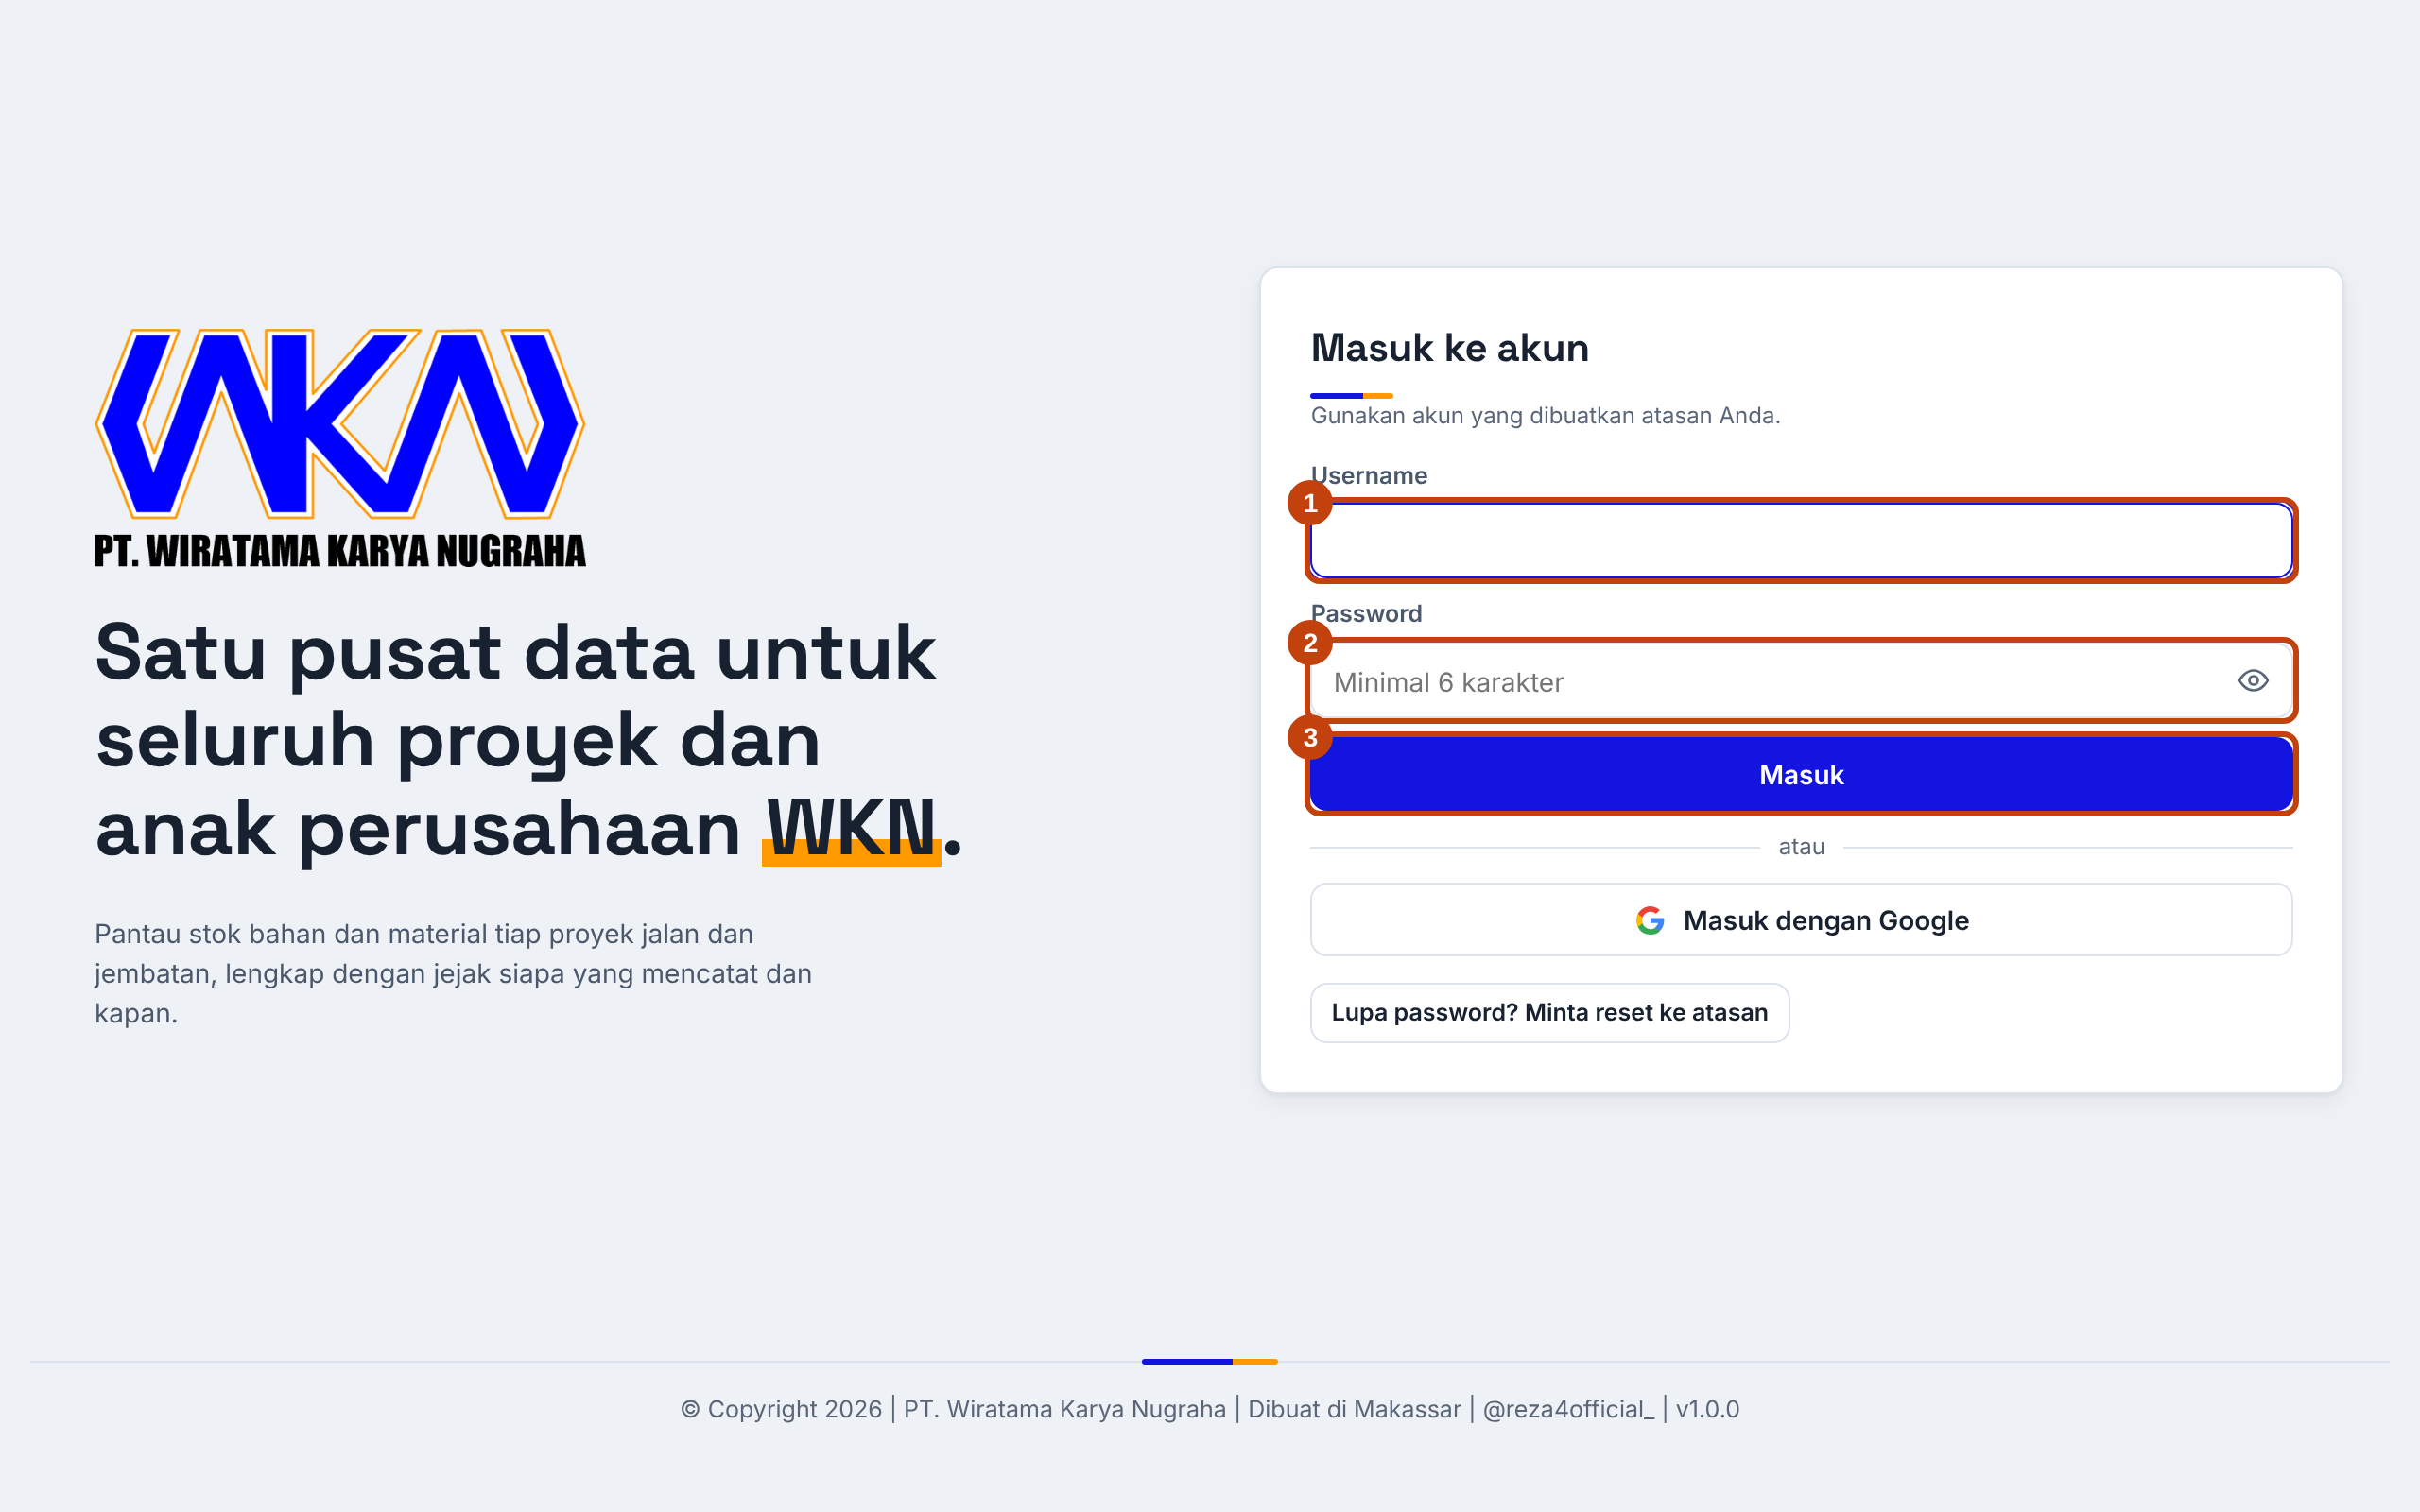 WKN
PT. WIRATAMA KARYA NUGRAHA
Satu pusat data untuk
seluruh proyek dan
anak perusahaan WKN.
Pantau stok bahan dan material tiap proyek jalan dan
jembatan, lengkap dengan jejak siapa yang mencatat dan
kapan.
Masuk ke akun
Gunakan akun yang dibuatkan atasan Anda.
Username
1
Password
2
Minimal 6 karakter
3
Masuk
atau
Masuk dengan Google
Lupa password? Minta reset ke atasan
© Copyright 2026 | PT. Wiratama Karya Nugraha | Dibuat di Makassar | @reza4official_ | v1.0.0